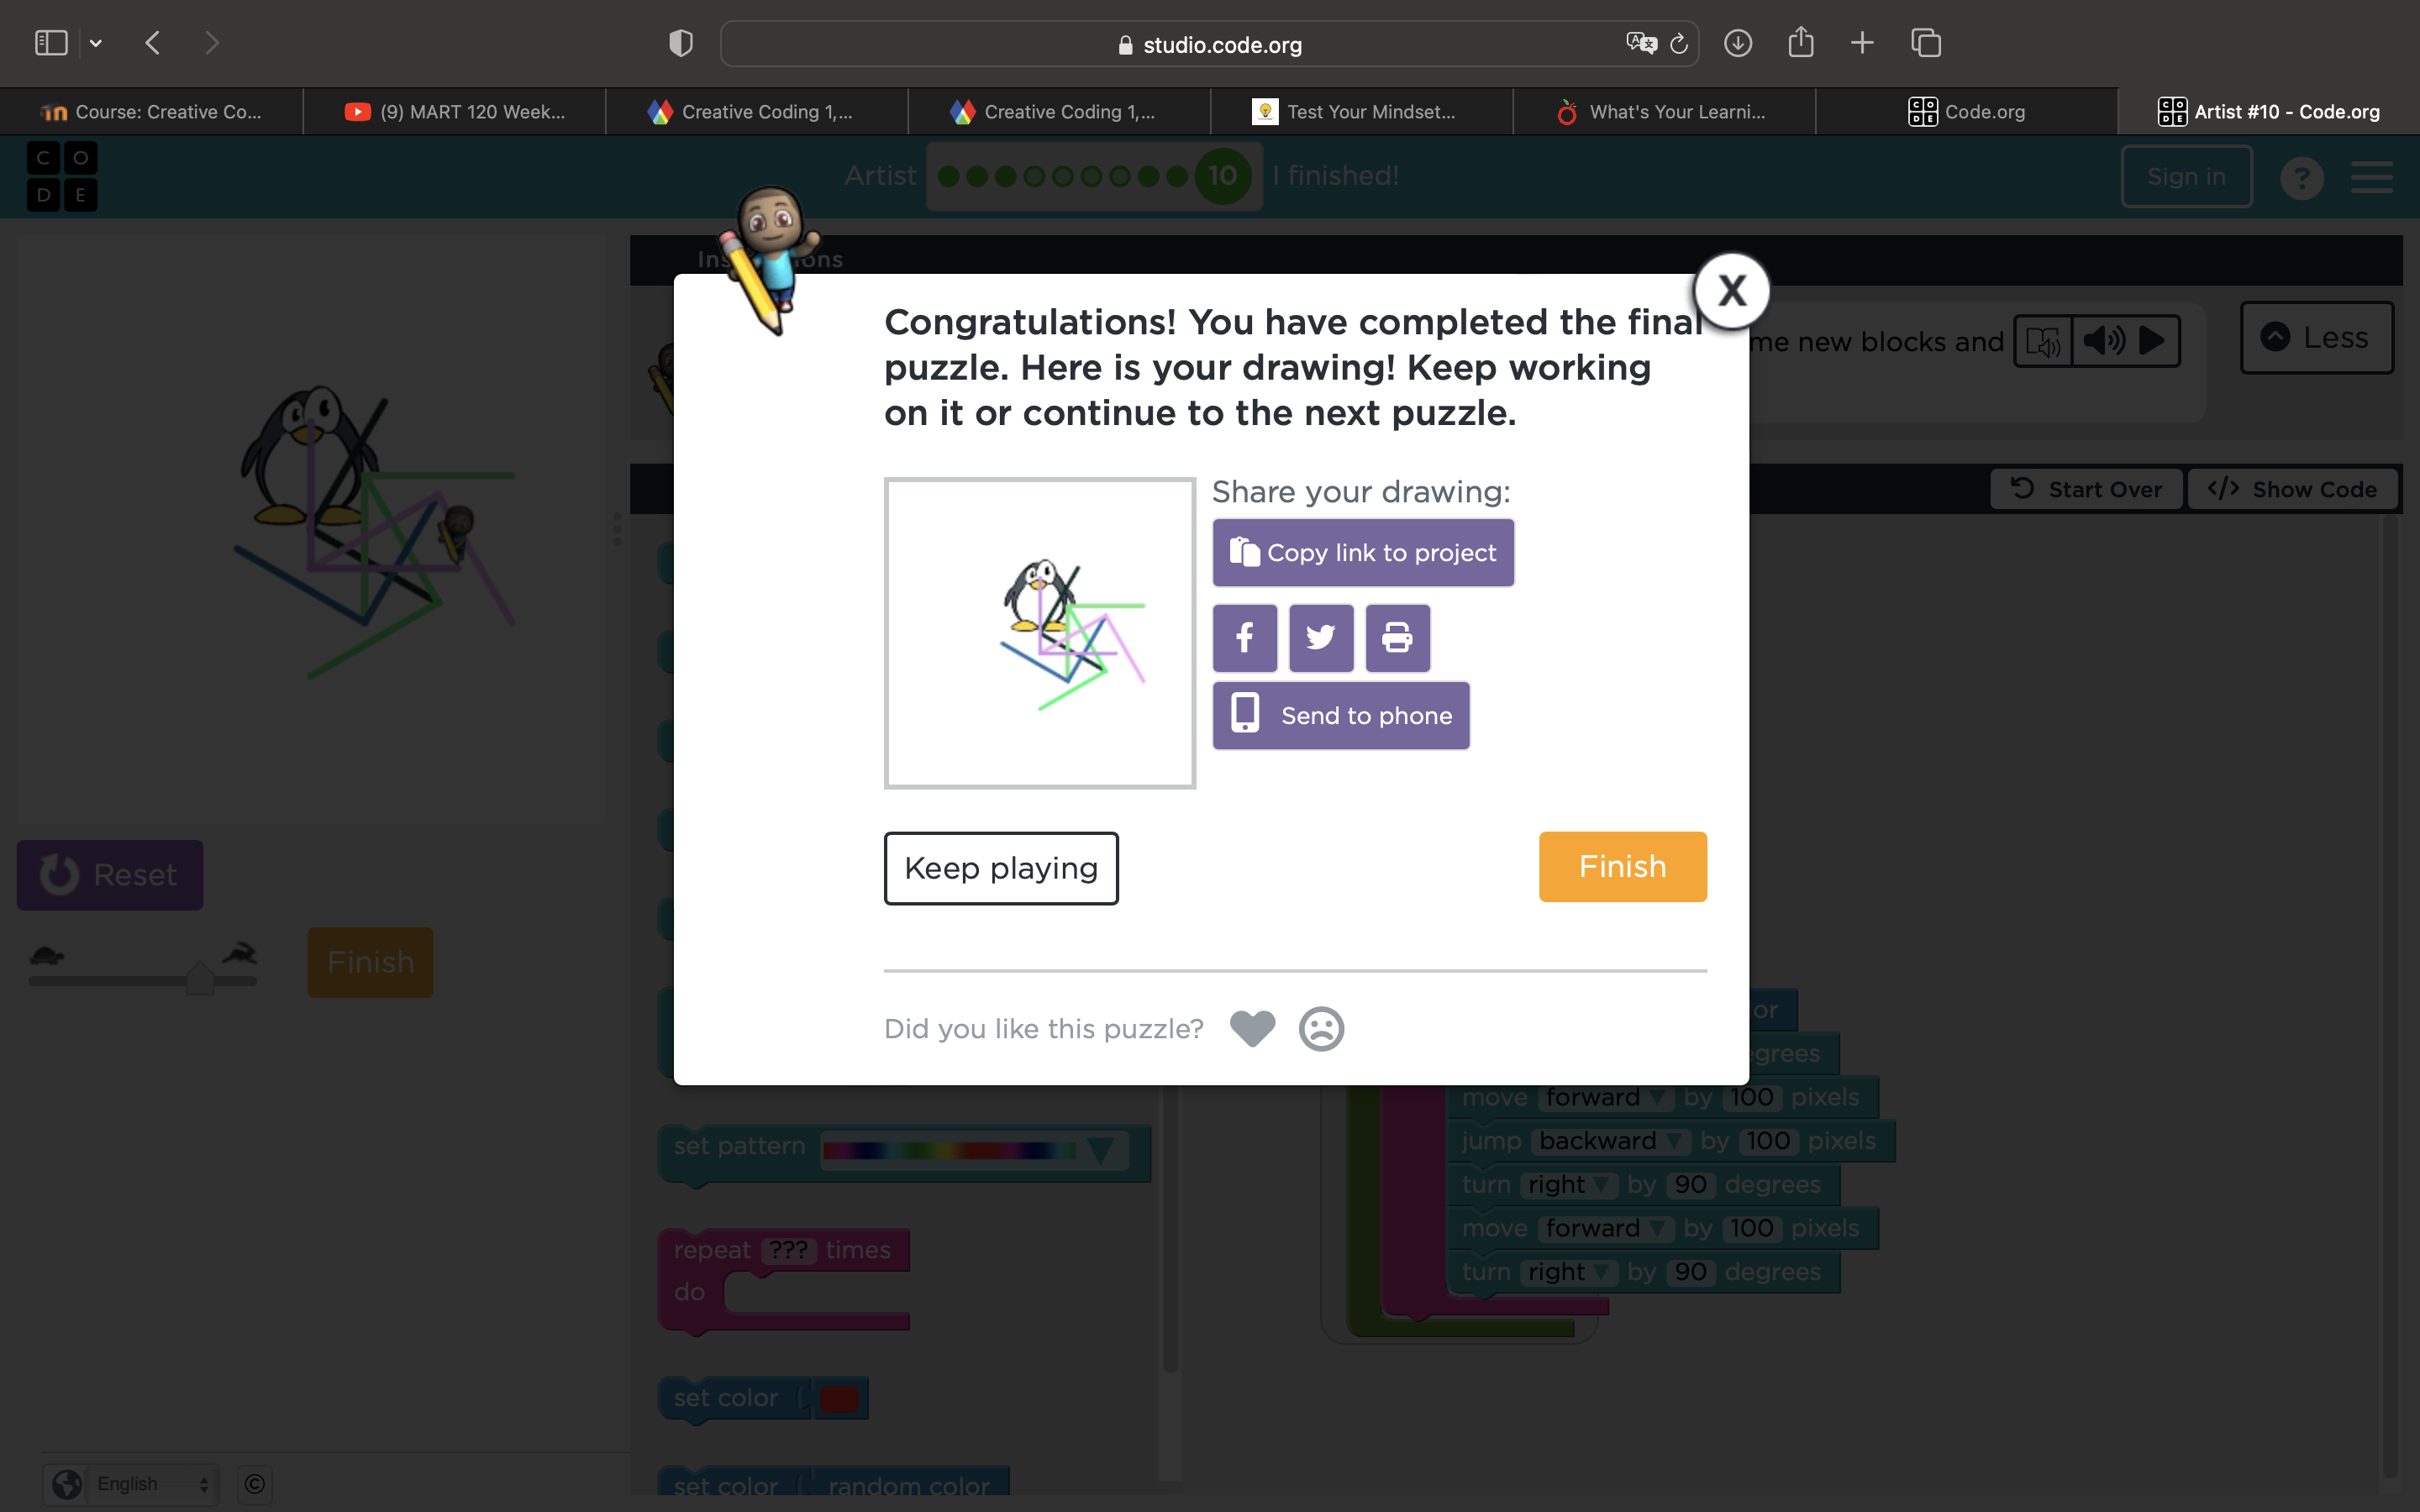 studio.code.org
Course: Creative Co...
(9) MART 120 Week...
Creative Coding 1,...
Creative Coding 1,...
Test Your Mindset...
What's Your Learni...
CODE Code.org
CODE Artist #10 - Code.org
C O
D E
Artist 10 I finished!
Sign in
?
Congratulations! You have completed the final
puzzle. Here is your drawing! Keep working
on it or continue to the next puzzle.
X
me new blocks and
Less
Start Over
</> Show Code
Share your drawing:
Copy link to project
f
Send to phone
Keep playing
Finish
Did you like this puzzle?
Reset
Finish
set pattern
repeat ??? times
do
set color
set color random color
move forward by 100 pixels
jump backward by 100 pixels
turn right by 90 degrees
move forward by 100 pixels
turn right by 90 degrees
English
©